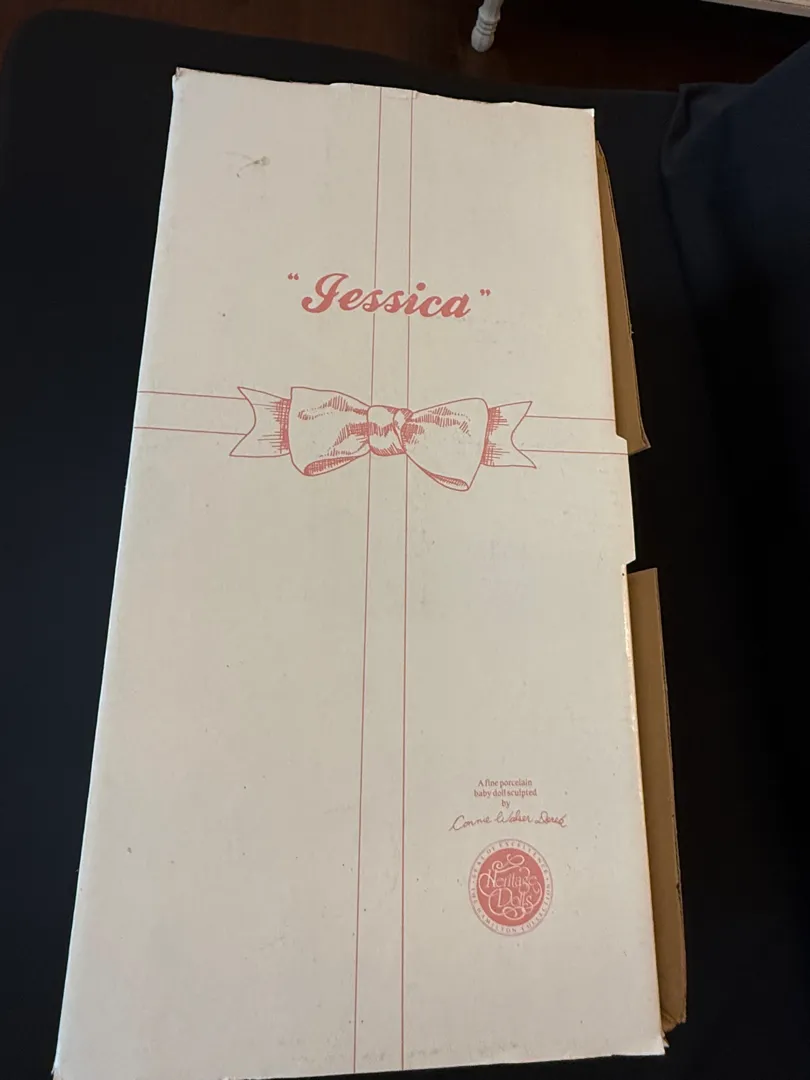 "Jessica"
A fine porcelain
baby doll sculpted
by
Connie Walser Derek
Heritage
Dolls